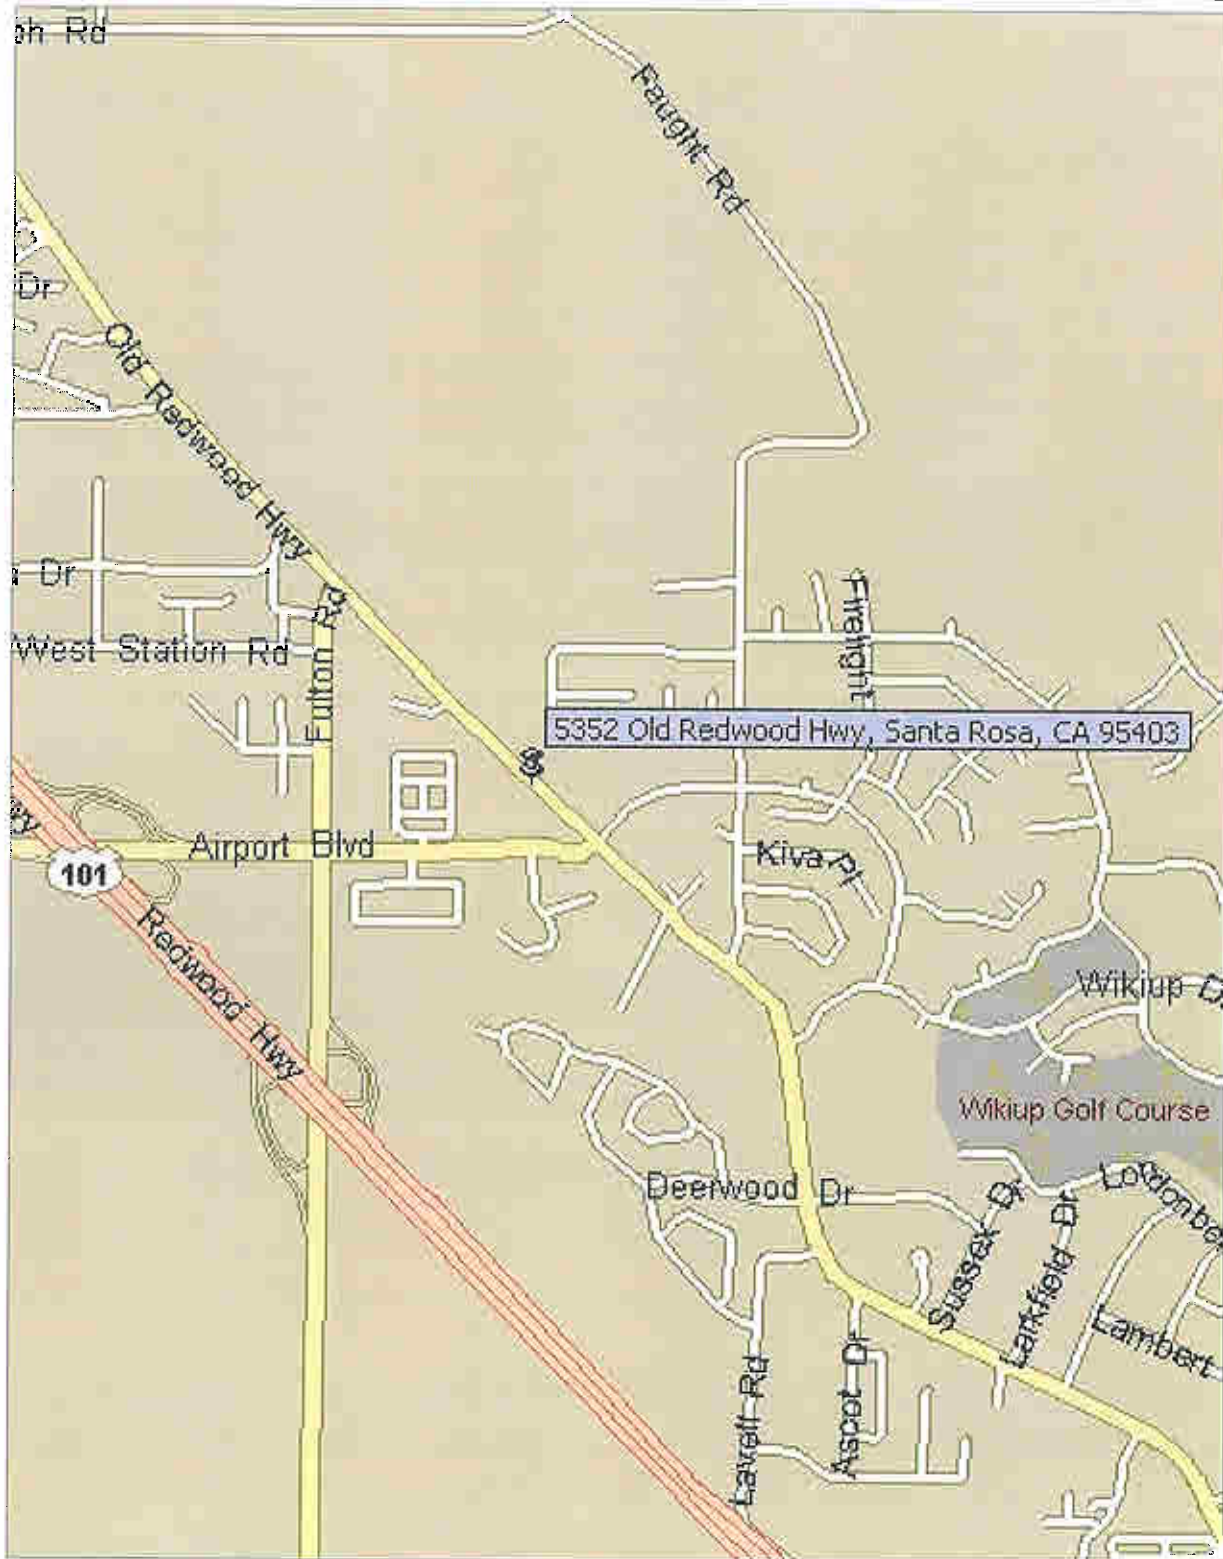 Rd
Faught Rd
Dr
Old Redwood Hwy
Dr
West Station Rd
Fulton Rd
Firelight
5352 Old Redwood Hwy, Santa Rosa, CA 95403
Airport Blvd
Kiva Pl
101
Redwood Hwy
Wikiup
Wikiup Golf Course
Deerwood Dr
Sussex Dr
Larkfield Dr
Lambert
Lavell Rd
Ascot Dr